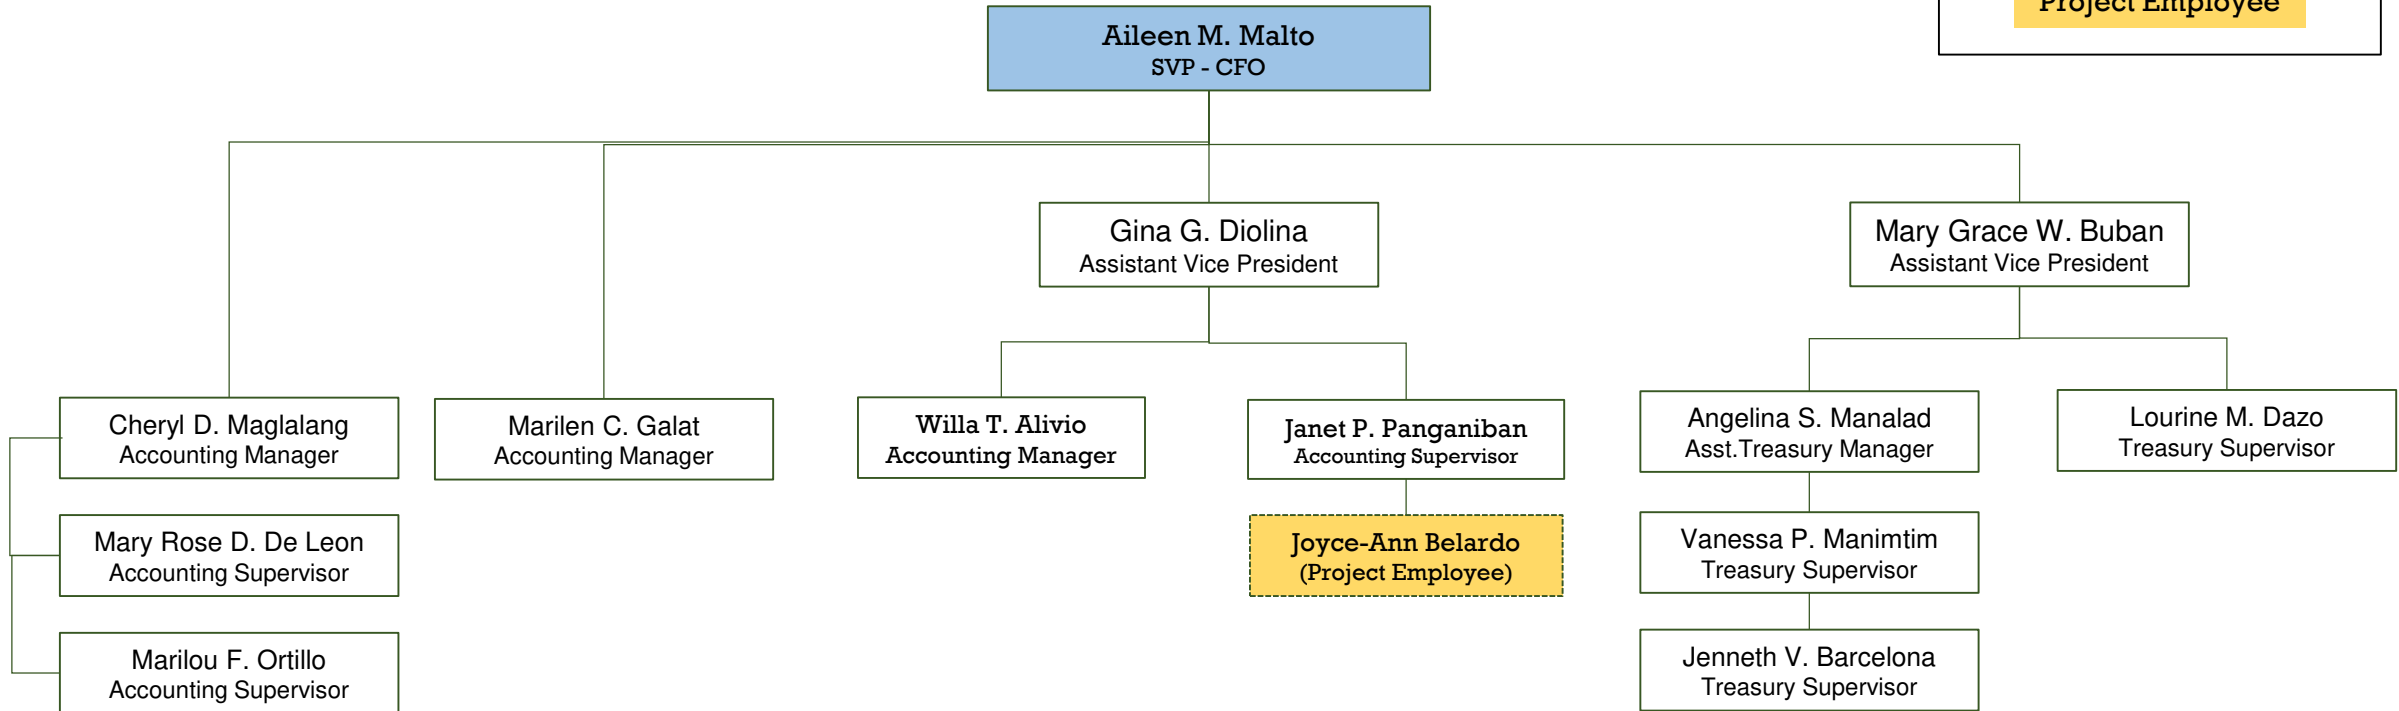 Project Employee
Aileen M. Malto
SVP - CFO
Gina G. Diolina
Assistant Vice President
Mary Grace W. Buban
Assistant Vice President
Cheryl D. Maglalang
Accounting Manager
Marilen C. Galat
Accounting Manager
Willa T. Alivio
Accounting Manager
Janet P. Panganiban
Accounting Supervisor
Angelina S. Manalad
Asst.Treasury Manager
Lourine M. Dazo
Treasury Supervisor
Mary Rose D. De Leon
Accounting Supervisor
Joyce-Ann Belardo
(Project Employee)
Vanessa P. Manimtim
Treasury Supervisor
Marilou F. Ortillo
Accounting Supervisor
Jenneth V. Barcelona
Treasury Supervisor